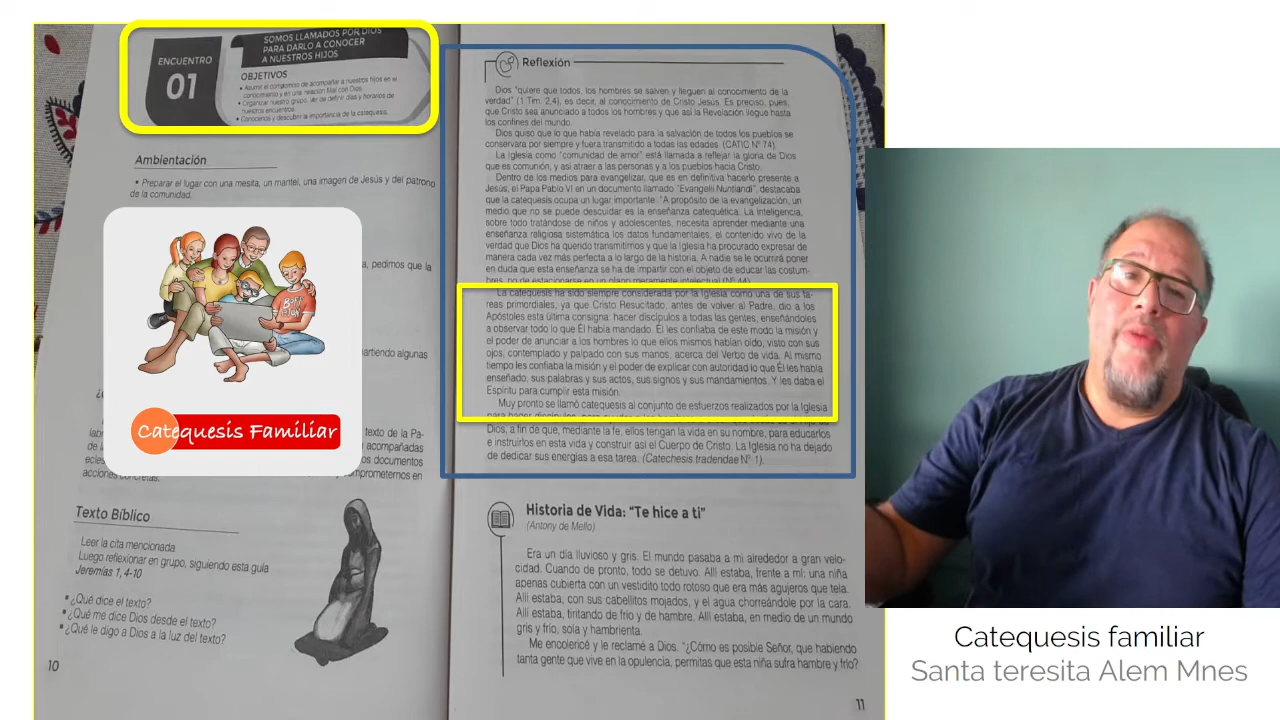 ENCUENTRO
01
SOMOS LLAMADOS POR DIOS
PARA DARLO A CONOCER
A NUESTROS HIJOS
OBJETIVOS
• Asumir el compromiso de acompañar a nuestros hijos en el
conocimiento y en una relación filial con Dios.
• Organizar nuestro grupo. Ver de definir días y horarios de
nuestros encuentros.
• Conocernos y descubrir la importancia de la catequesis.
Ambientación
• Preparar el lugar con una mesita, un mantel, una imagen de Jesús y del patrono
de la comunidad.
a, pedimos que la
artiendo algunas
texto de la Pa-
acompañadas
os documentos
mprometernos en
acciones concretas.
BAFF
Catequesis Familiar
Texto Bíblico
Leer la cita mencionada
Luego reflexionar en grupo, siguiendo esta guía
Jeremías 1, 4-10
• ¿Qué dice el texto?
• ¿Qué me dice Dios desde el texto?
• ¿Qué le digo a Dios a la luz del texto?
10
Reflexión
Dios "quiere que todos, los hombres se salven y lleguen al conocimiento de la
verdad" (1 Tim. 2,4), es decir, al conocimiento de Cristo Jesús. Es preciso, pues,
que Cristo sea anunciado a todos los hombres y que así la Revelación llegue hasta
los confines del mundo.
Dios quiso que lo que había revelado para la salvación de todos los pueblos se
conservara por siempre y fuera transmitido a todas las edades. (CATIC Nº 74).
La Iglesia como "comunidad de amor" está llamada a reflejar la gloria de Dios
que es comunión, y así atraer a las personas y a los pueblos hacia Cristo.
Dentro de los medios para evangelizar, que es en definitiva hacerlo presente a
Jesús, el Papa Pablo VI en un documento llamado "Evangelii Nuntiandi", destacaba
que la catequesis ocupa un lugar importante. "A propósito de la evangelización, un
medio que no se puede descuidar es la enseñanza catequética. La inteligencia,
sobre todo tratándose de niños y adolescentes, necesita aprender mediante una
enseñanza religiosa sistemática los datos fundamentales, el contenido vivo de la
verdad que Dios ha querido transmitirnos y que la Iglesia ha procurado expresar de
manera cada vez más perfecta a lo largo de la historia. A nadie se le ocurrirá poner
en duda que esta enseñanza se ha de impartir con el objeto de educar las costum-
bres, no de estacionarse en un plano meramente intelectual (Nº 44).
La catequesis ha sido siempre considerada por la Iglesia como una de sus ta-
reas primordiales, ya que Cristo Resucitado, antes de volver al Padre, dio a los
Apóstoles esta última consigna: hacer discípulos a todas las gentes, enseñándoles
a observar todo lo que Él había mandado. Él les confiaba de este modo la misión y
el poder de anunciar a los hombres lo que ellos mismos habían oído, visto con sus
ojos, contemplado y palpado con sus manos, acerca del Verbo de vida. Al mismo
tiempo les confiaba la misión y el poder de explicar con autoridad lo que Él les había
enseñado, sus palabras y sus actos, sus signos y sus mandamientos. Y les daba el
Espíritu para cumplir esta misión.
Muy pronto se llamó catequesis al conjunto de esfuerzos realizados por la Iglesia
para hacer discípulos,
Dios, a fin de que, mediante la fe, ellos tengan la vida en su nombre, para educarlos
e instruirlos en esta vida y construir así el Cuerpo de Cristo. La Iglesia no ha dejado
de dedicar sus energías a esa tarea. (Catechesis tradendae Nº 1).
Historia de Vida: "Te hice a ti"
(Antony de Mello)
Era un día lluvioso y gris. El mundo pasaba a mi alrededor a gran velo-
cidad. Cuando de pronto, todo se detuvo. Allí estaba, frente a mí: una niña
apenas cubierta con un vestidito todo rotoso que era más agujeros que tela.
Allí estaba, con sus cabellitos mojados, y el agua chorreándole por la cara.
Allí estaba, tiritando de frío y de hambre. Allí estaba, en medio de un mundo
gris y frío, sola y hambrienta.
Me encolericé y le reclamé a Dios. "¿Cómo es posible Señor, que habiendo
tanta gente que vive en la opulencia, permitas que esta niña sufra hambre y frío?
11
Catequesis familiar
Santa teresita Alem Mnes